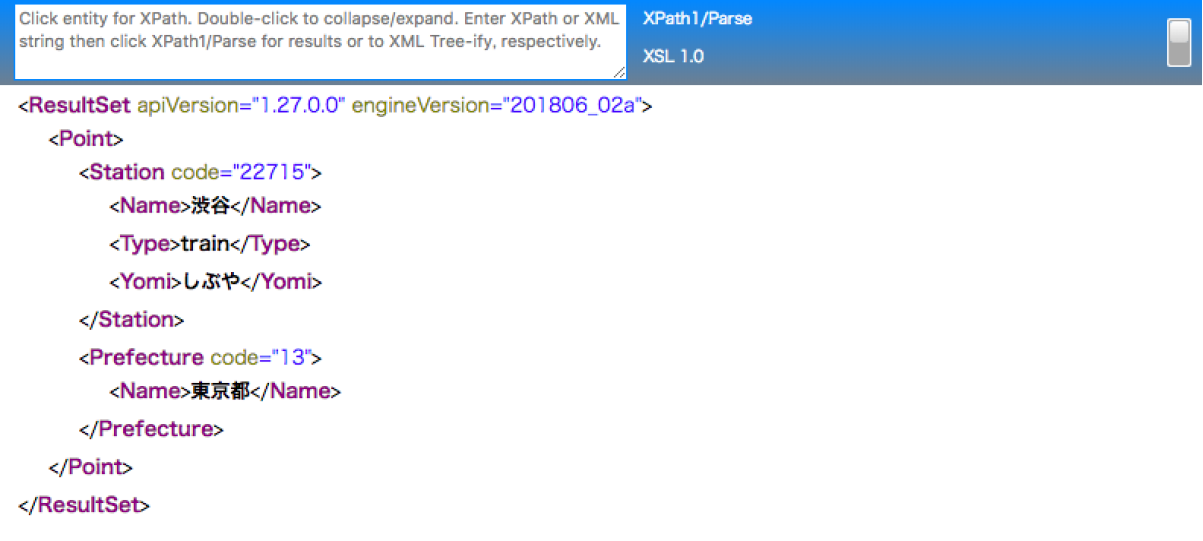 Click entity for XPath. Double-click to collapse/expand. Enter XPath or XML
string then click XPath1/Parse for results or to XML Tree-ify, respectively.
XPath1/Parse
XSL 1.0
<ResultSet apiVersion="1.27.0.0" engineVersion="201806_02a">
<Point>
<Station code="22715">
<Name>渋谷</Name>
<Type>train</Type>
<Yomi>しぶや</Yomi>
</Station>
<Prefecture code="13">
<Name>東京都</Name>
</Prefecture>
</Point>
</ResultSet>